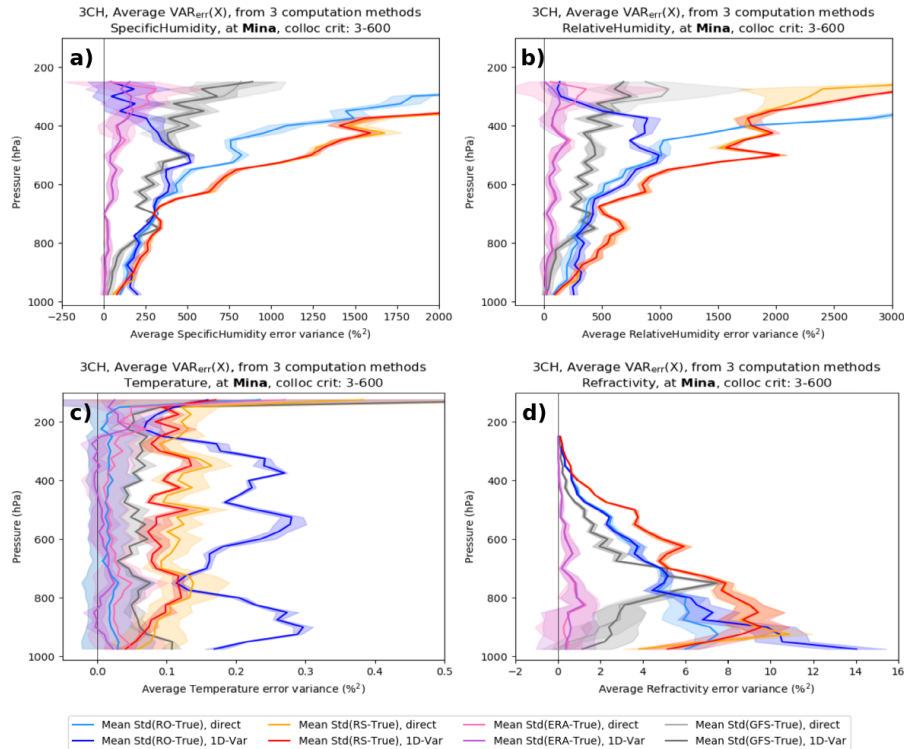 3CH, Average VARerr(X), from 3 computation methods
SpecificHumidity, at Mina, colloc crit: 3-600
a)
Pressure (hPa)
200
400
600
800
1000
−250 0 250 500 750 1000 1250 1500 1750 2000
Average SpecificHumidity error variance (%²)
3CH, Average VARerr(X), from 3 computation methods
RelativeHumidity, at Mina, colloc crit: 3-600
b)
Pressure (hPa)
200
400
600
800
1000
0 500 1000 1500 2000 2500 3000
Average RelativeHumidity error variance (%²)
3CH, Average VARerr(X), from 3 computation methods
Temperature, at Mina, colloc crit: 3-600
c)
Pressure (hPa)
200
400
600
800
1000
0.0 0.1 0.2 0.3 0.4 0.5
Average Temperature error variance (%²)
3CH, Average VARerr(X), from 3 computation methods
Refractivity, at Mina, colloc crit: 3-600
d)
Pressure (hPa)
200
400
600
800
1000
−2 0 2 4 6 8 10 12 14 16
Average Refractivity error variance (%²)
Mean Std(RO-True), direct Mean Std(RS-True), direct Mean Std(ERA-True), direct Mean Std(GFS-True), direct
Mean Std(RO-True), 1D-Var Mean Std(RS-True), 1D-Var Mean Std(ERA-True), 1D-Var Mean Std(GFS-True), 1D-Var